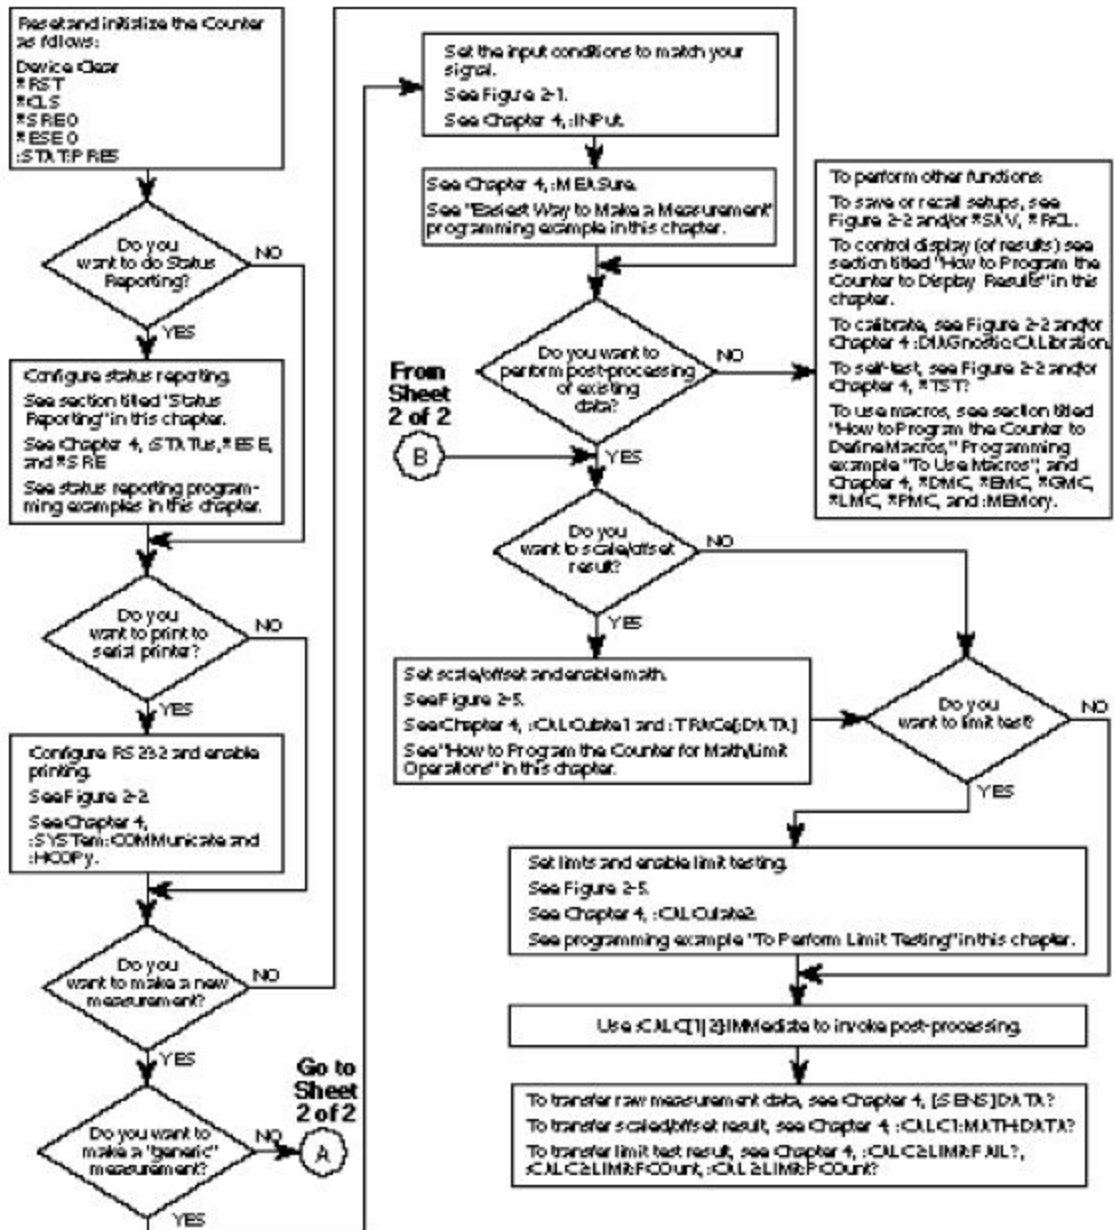 Reset and initialize the Counter
as follows:
Device Clear
*RST
*CLS
*SRE 0
*ESE 0
:STAT:PRES
Do you
want to do Status
Reporting?
NO
YES
Configure status reporting.
See section titled "Status
Reporting" in this chapter.
See Chapter 4, :STATus, *ESE,
and *SRE
See status reporting program-
ming examples in this chapter.
Do you
want to print to
serial printer?
NO
YES
Configure RS 232 and enable
printing.
See Figure 2-2.
See Chapter 4,
:SYSTem:COMMunicate and
:HCOPy.
Do you
want to make a new
measurement?
NO
YES
Do you want to
make a "generic"
measurement?
NO
YES
Go to
Sheet
2 of 2
A
Set the input conditions to match your
signal.
See Figure 2-1.
See Chapter 4, :INPut.
See Chapter 4, :MEASure.
See "Easiest Way to Make a Measurement"
programming example in this chapter.
Do you want to
perform post-processing
of existing
data?
NO
YES
From
Sheet
2 of 2
B
To perform other functions:
To save or recall setups, see
Figure 2-2 and/or *SAV, *RCL.
To control display (of results) see
section titled "How to Program the
Counter to Display Results" in this
chapter.
To calibrate, see Figure 2-2 and/or
Chapter 4 :DIAGnostic:CALibration.
To self-test, see Figure 2-2 and/or
Chapter 4, *TST?
To use macros, see section titled
"How to Program the Counter to
Define Macros," Programming
example "To Use Macros", and
Chapter 4, *DMC, *EMC, *GMC,
*LMC, *PMC, and :MEMory.
Do you
want to scale/offset
result?
NO
YES
Set scale/offset and enable math.
See Figure 2-5.
See Chapter 4, :CALCulate1 and :TRACe[:DATA]
See "How to Program the Counter for Math/Limit
Operations" in this chapter.
Do you
want to limit test?
NO
YES
Set limts and enable limit testing.
See Figure 2-5.
See Chapter 4, :CALCulate2.
See programming example "To Perform Limit Testing" in this chapter.
Use :CALC[1|2]:IMMediate to invoke post-processing.
To transfer raw measurement data, see Chapter 4, [:SENS]:DATA?
To transfer scaled/offset result, see Chapter 4, :CALC1:MATH:DATA?
To transfer limit test result, see Chapter 4, :CALC2:LIMIT:FAIL?,
:CALC2:LIMIT:FCOunt, :CAL2:LIMIT:PCOunt?